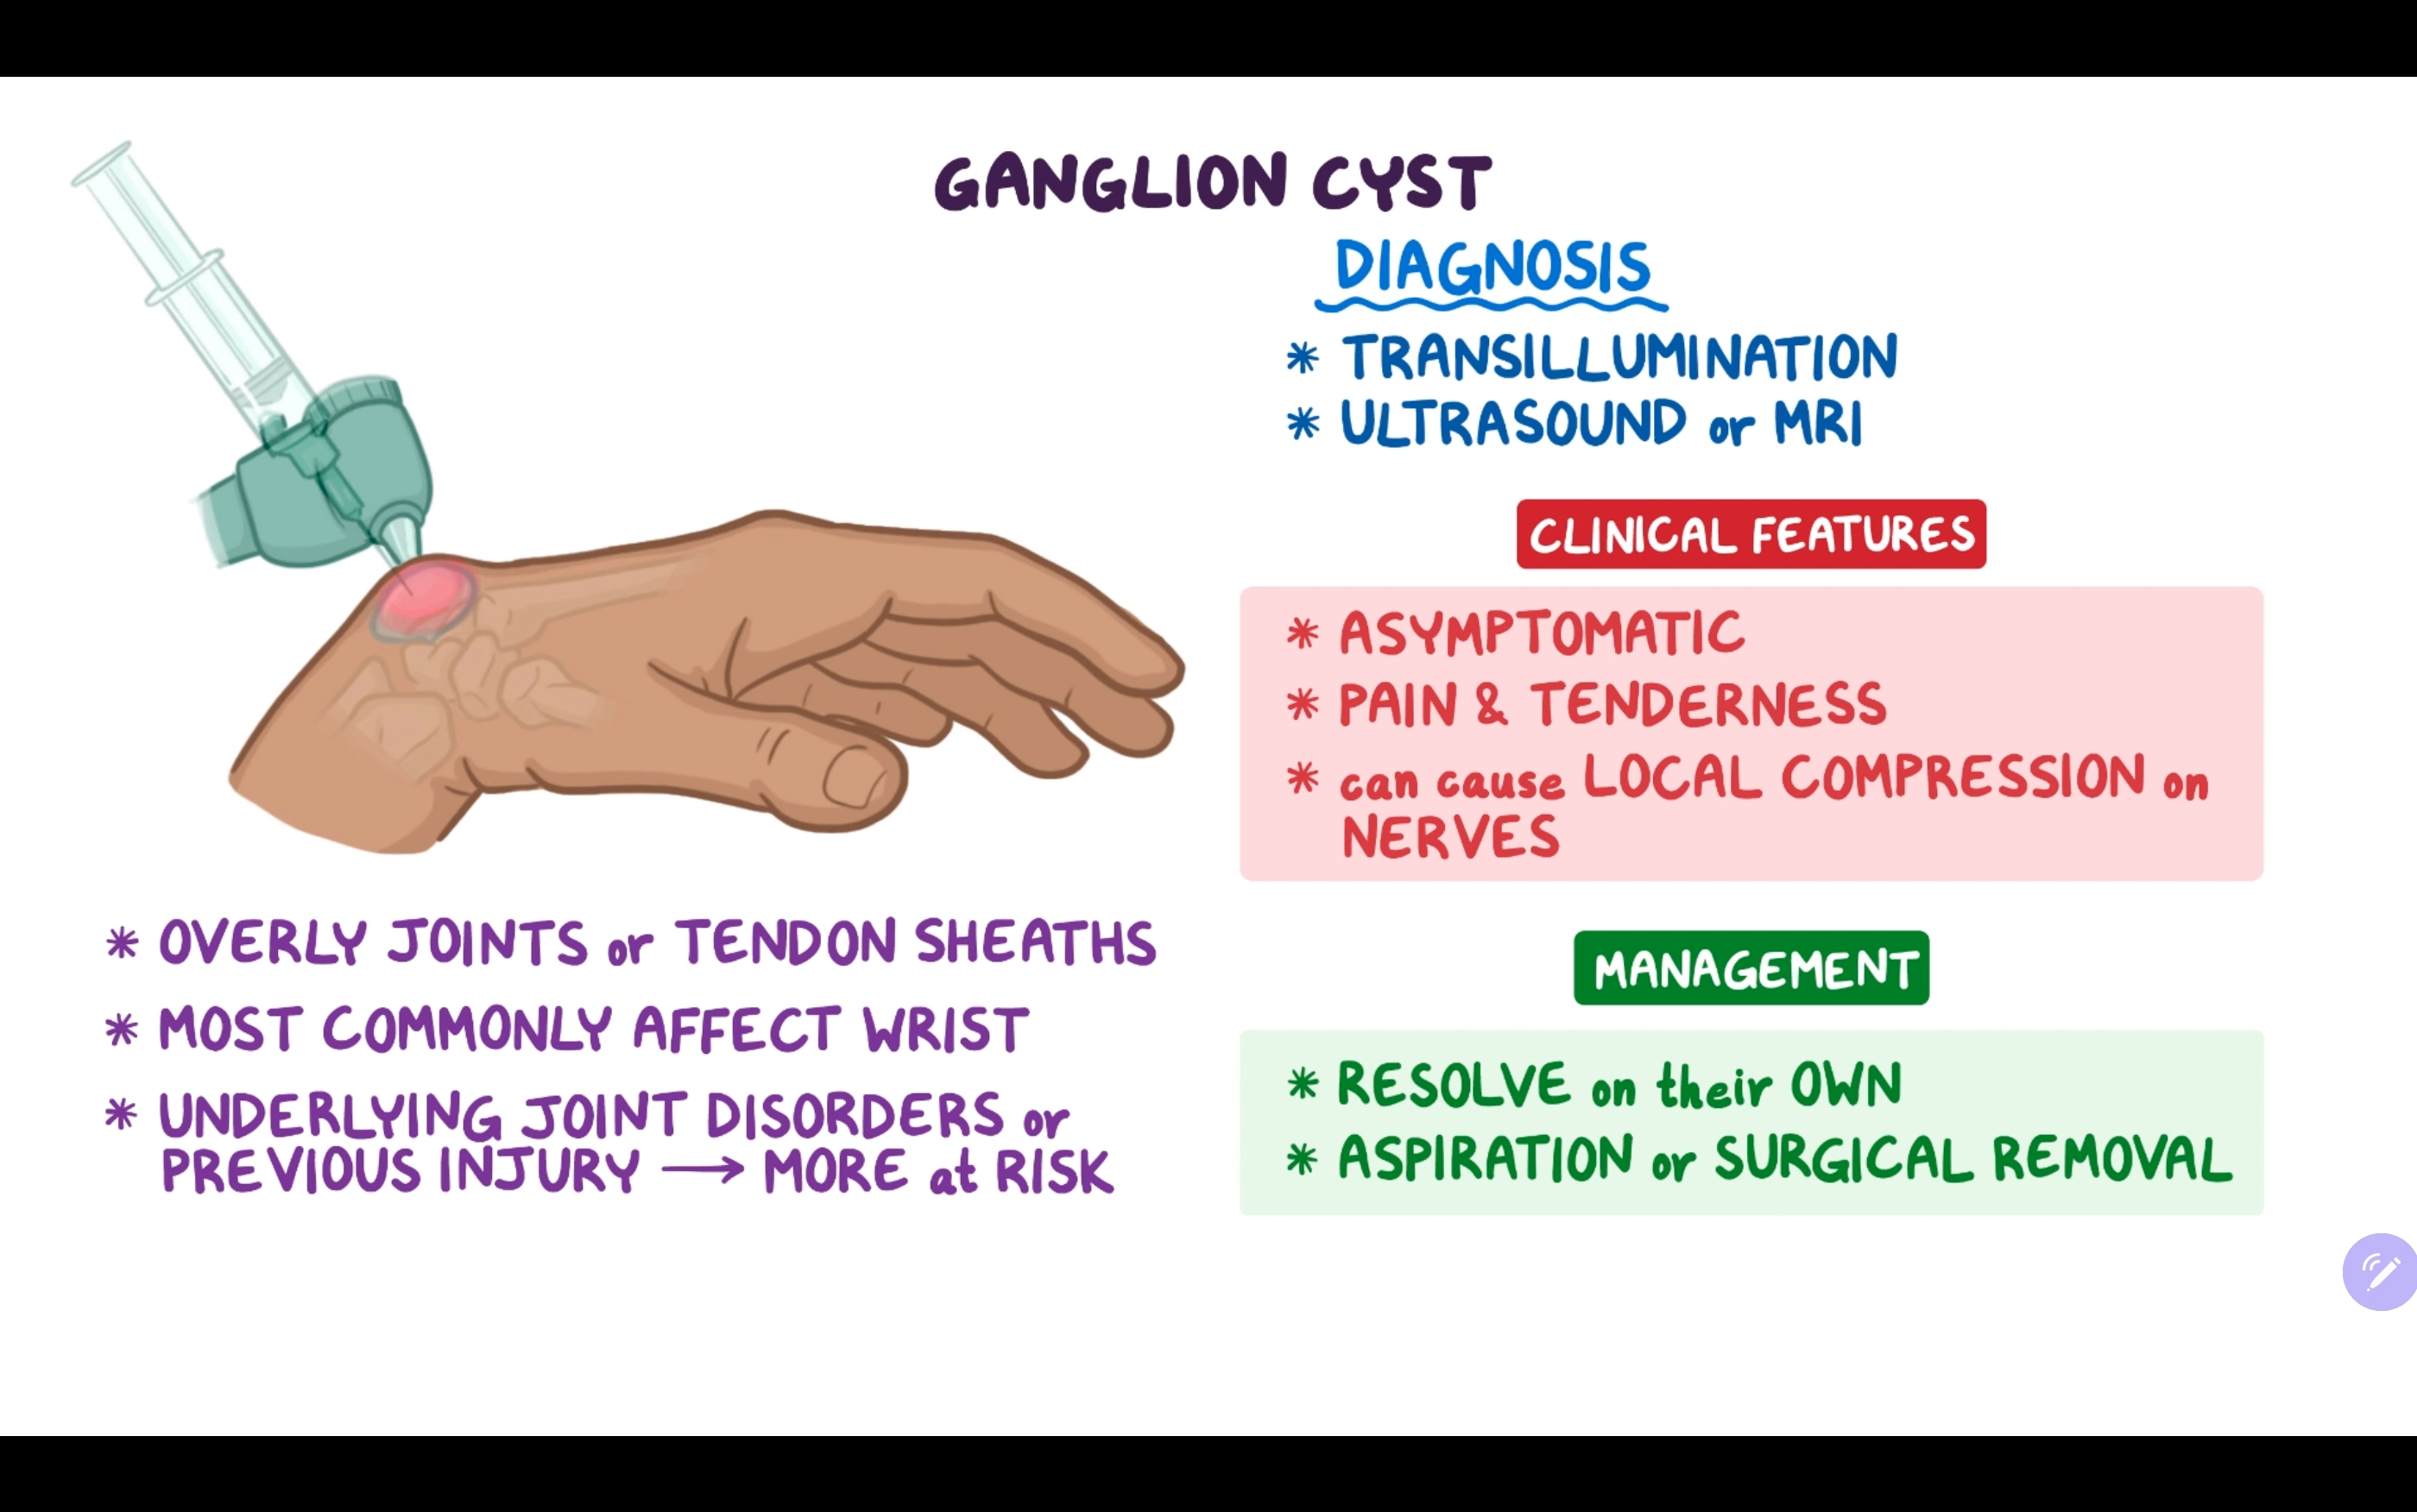 GANGLION CYST
DIAGNOSIS
* TRANSILLUMINATION
* ULTRASOUND or MRI
CLINICAL FEATURES
* ASYMPTOMATIC
* PAIN & TENDERNESS
* can cause LOCAL COMPRESSION on
NERVES
* OVERLY JOINTS or TENDON SHEATHS
* MOST COMMONLY AFFECT WRIST
* UNDERLYING JOINT DISORDERS or
PREVIOUS INJURY → MORE at RISK
MANAGEMENT
* RESOLVE on their OWN
* ASPIRATION or SURGICAL REMOVAL